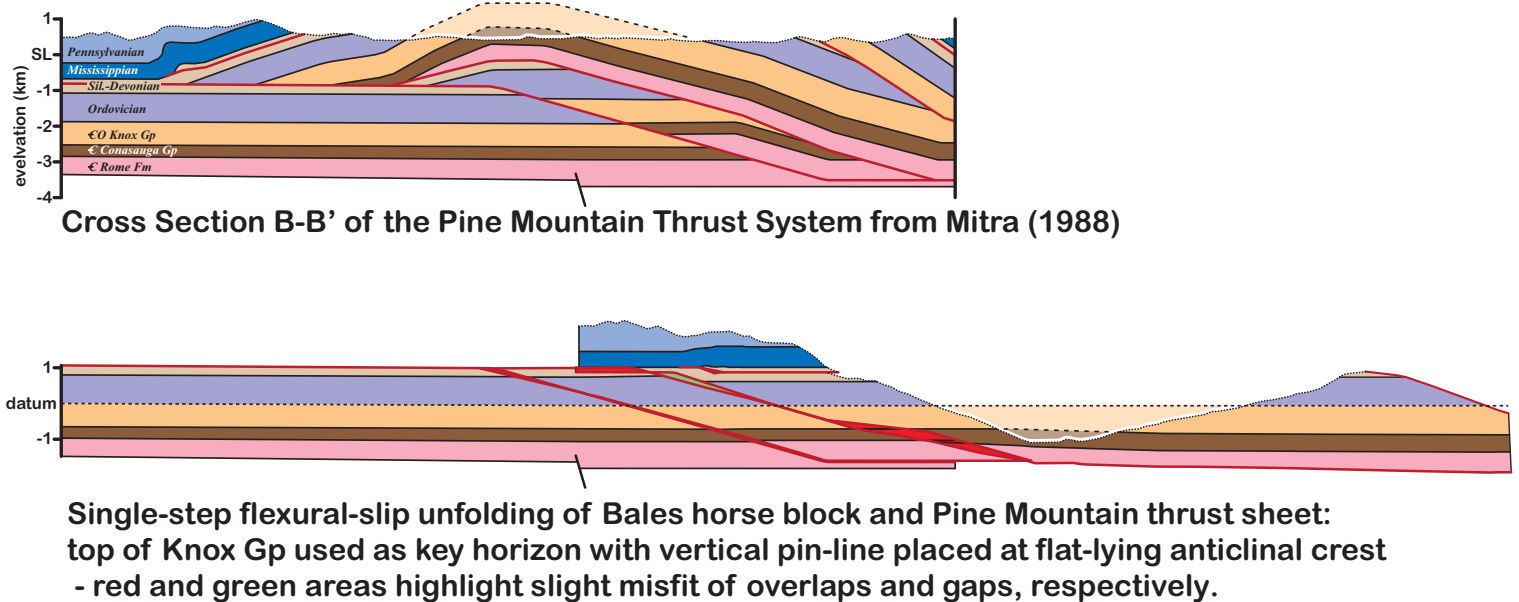 1
SL
-1
-2
-3
-4
evelvation (km)
Pennsylvanian
Mississippian
Sil.-Devonian
Ordovician
€O Knox Gp
€ Conasauga Gp
€ Rome Fm
Cross Section B-B' of the Pine Mountain Thrust System from Mitra (1988)
1
datum
-1
Single-step flexural-slip unfolding of Bales horse block and Pine Mountain thrust sheet:
top of Knox Gp used as key horizon with vertical pin-line placed at flat-lying anticlinal crest
- red and green areas highlight slight misfit of overlaps and gaps, respectively.